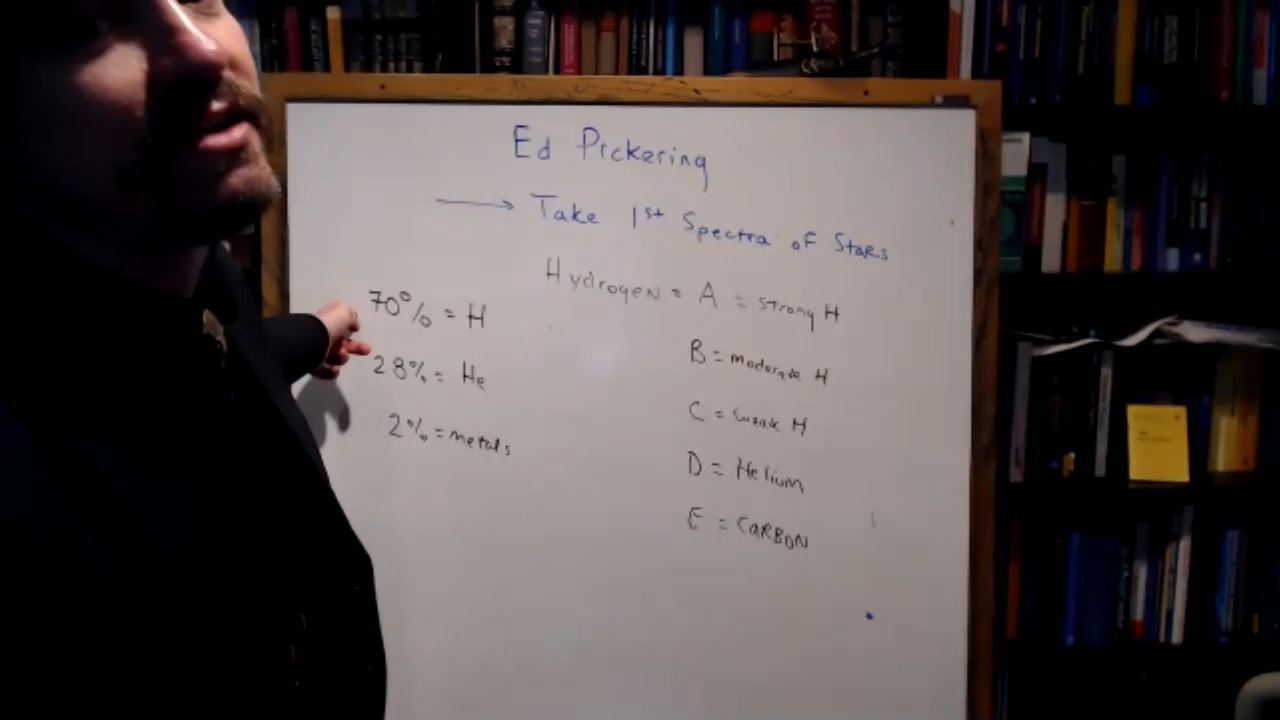 Ed Pickering
→ Take 1st Spectra of Stars
Hydrogen = A = strong H
70% = H
B = moderate H
28% = He
C = weak H
2% = metals
D = Helium
E = CARBON